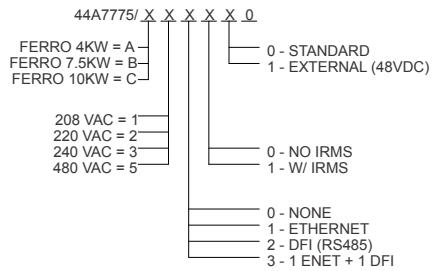 44A7775/ X X X X X 0
FERRO 4KW = A
FERRO 7.5KW = B
FERRO 10KW = C
0 - STANDARD
1 - EXTERNAL (48VDC)
208 VAC = 1
220 VAC = 2
240 VAC = 3
480 VAC = 5
0 - NO IRMS
1 - W/ IRMS
0 - NONE
1 - ETHERNET
2 - DFI (RS485)
3 - 1 ENET + 1 DFI